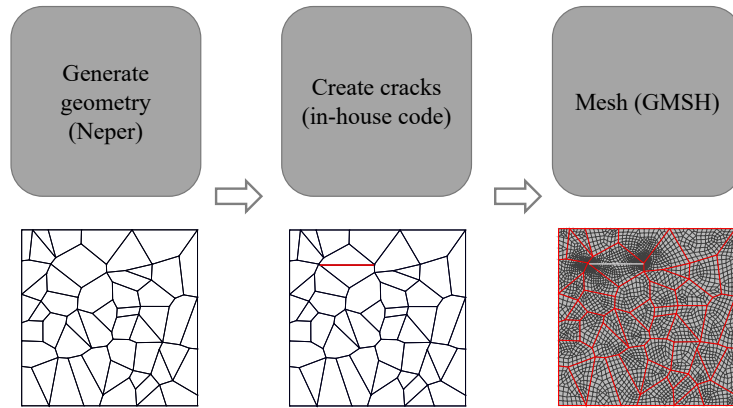 Generate
geometry
(Neper)
Create cracks
(in-house code)
Mesh (GMSH)